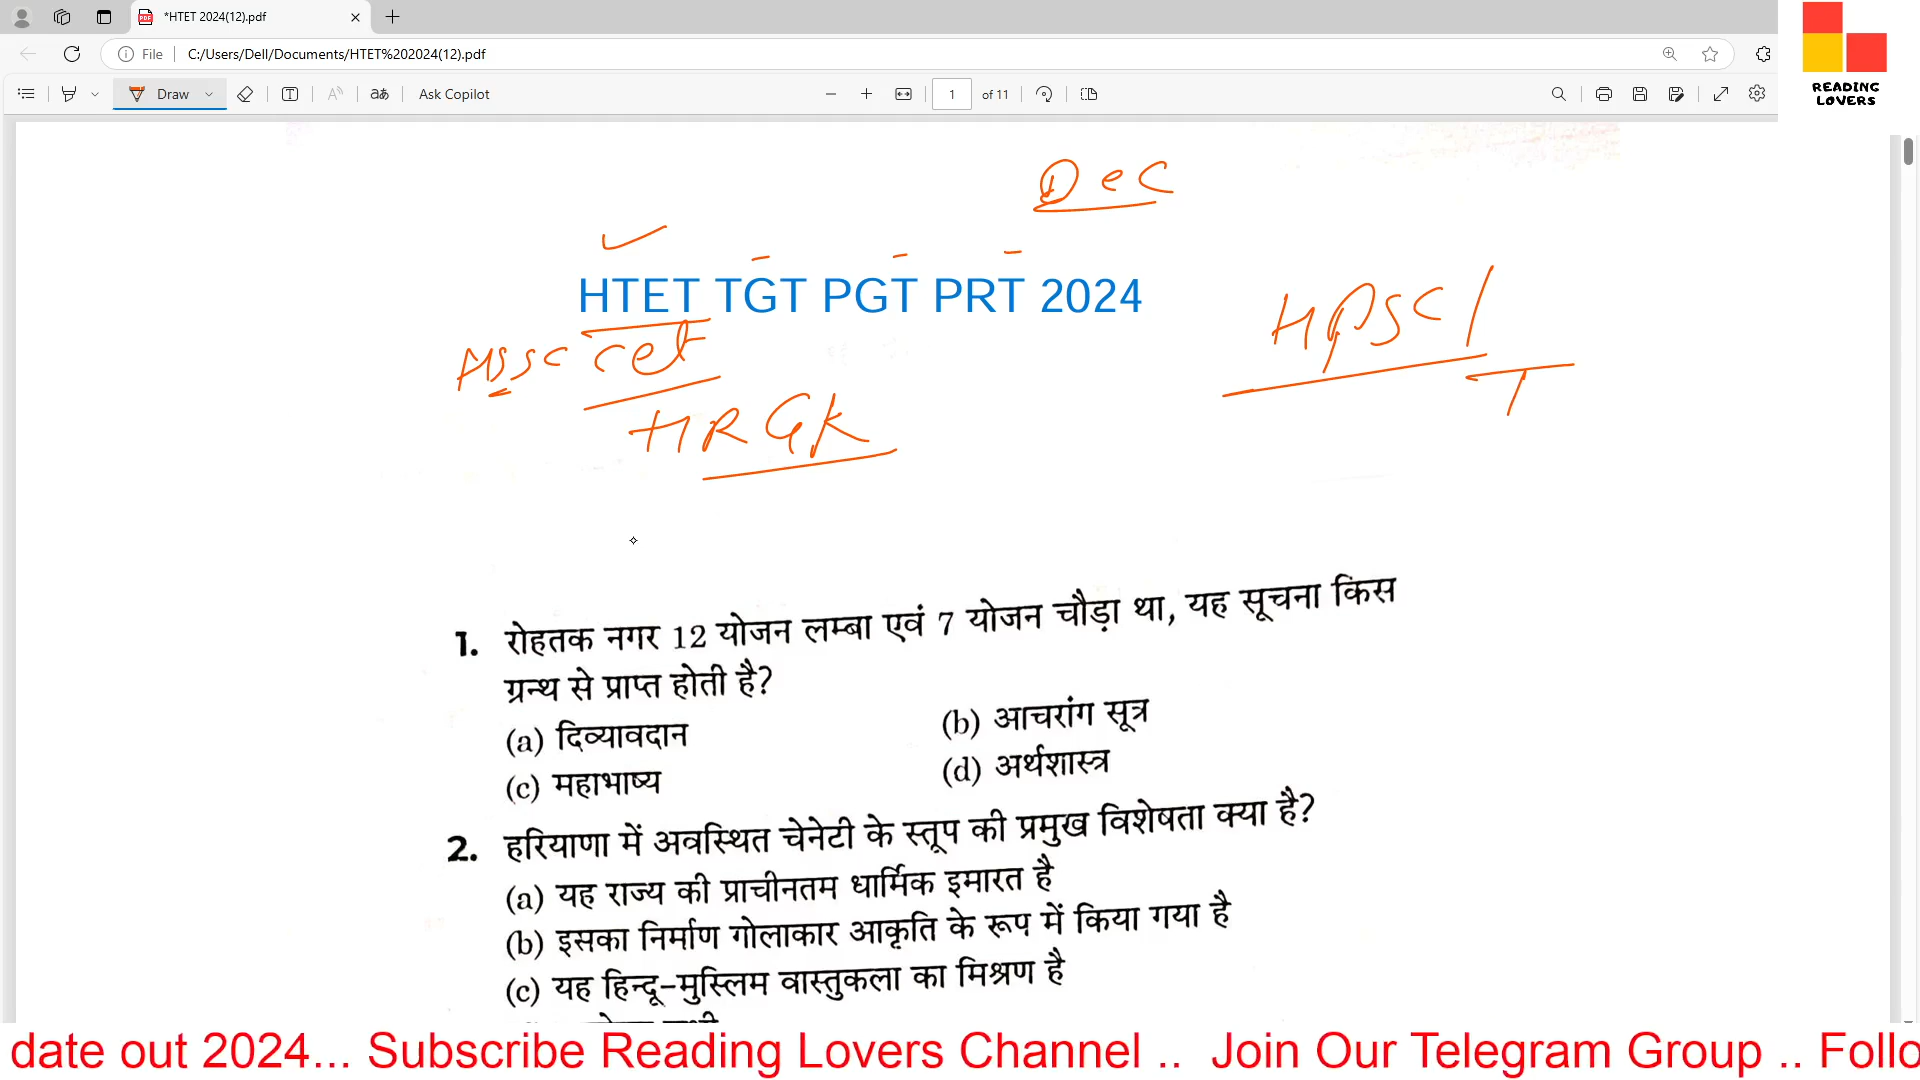 *HTET 2024(12).pdf
File C:/Users/Dell/Documents/HTET%202024(12).pdf
READING
LOVERS
Draw Ask Copilot 1 of 11
Dec
HTET TGT PGT PRT 2024
HPSC /
T
HSSC cet
HR GK
1. रोहतक नगर 12 योजन लम्बा एवं 7 योजन चौड़ा था, यह सूचना किस
ग्रन्थ से प्राप्त होती है?
(a) दिव्यावदान (b) आचरांग सूत्र
(c) महाभाष्य (d) अर्थशास्त्र
2. हरियाणा में अवस्थित चेनेटी के स्तूप की प्रमुख विशेषता क्या है?
(a) यह राज्य की प्राचीनतम धार्मिक इमारत है
(b) इसका निर्माण गोलाकार आकृति के रूप में किया गया है
(c) यह हिन्दू-मुस्लिम वास्तुकला का मिश्रण है
date out 2024... Subscribe Reading Lovers Channel .. Join Our Telegram Group .. Follo